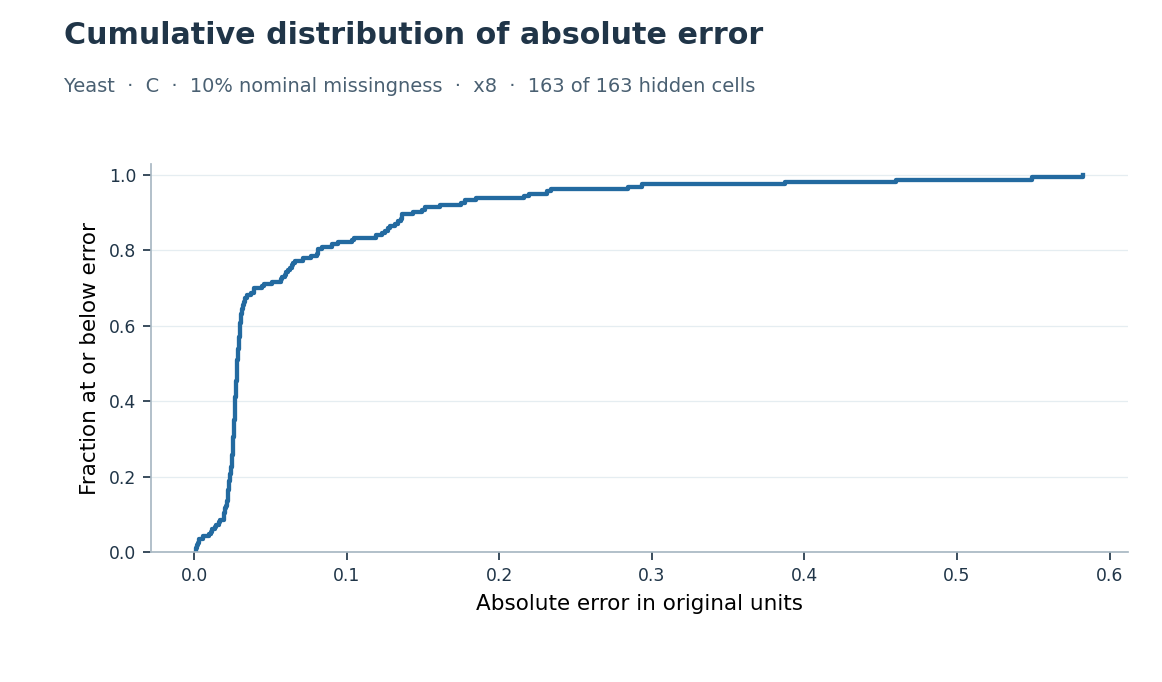 Cumulative distribution of absolute error
Yeast · C · 10% nominal missingness · x8 · 163 of 163 hidden cells
Fraction at or below error
1.0
0.8
0.6
0.4
0.2
0.0
0.0 0.1 0.2 0.3 0.4 0.5 0.6
Absolute error in original units